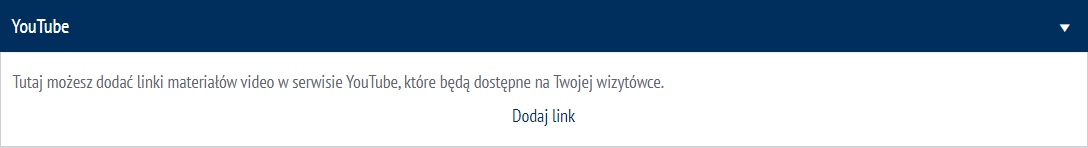 YouTube
Tutaj możesz dodać linki materiałów video w serwisie YouTube, które będą dostępne na Twojej wizytówce.
Dodaj link